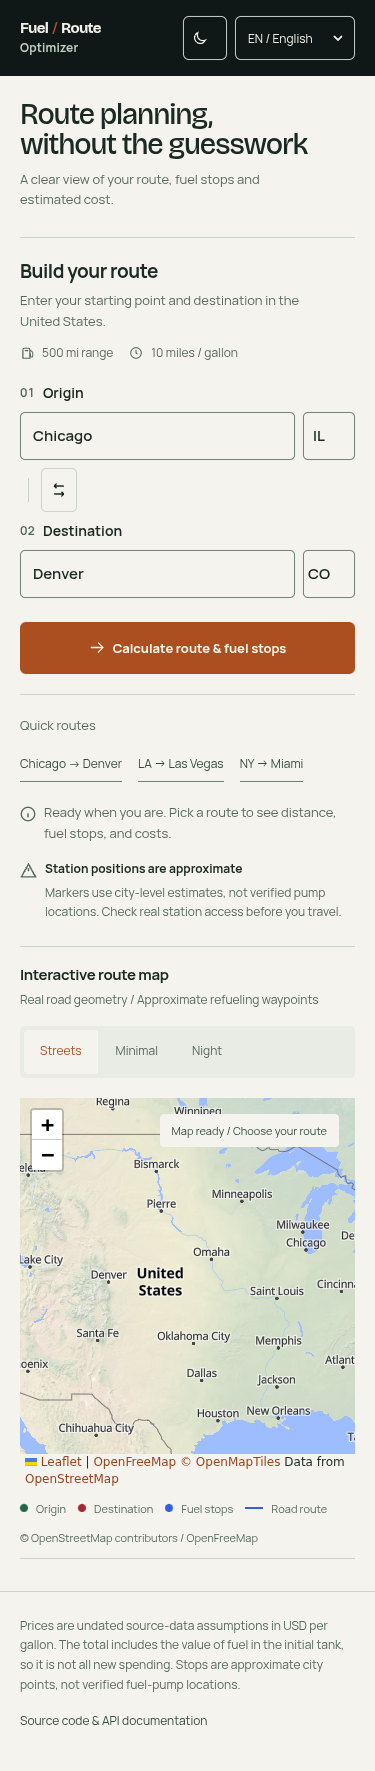 Fuel / Route
Optimizer
EN / English
Route planning,
without the guesswork
A clear view of your route, fuel stops and
estimated cost.
Build your route
Enter your starting point and destination in the
United States.
500 mi range
10 miles / gallon
01 Origin
Chicago
IL
02 Destination
Denver
CO
Calculate route & fuel stops
Quick routes
Chicago → Denver
LA → Las Vegas
NY → Miami
Ready when you are. Pick a route to see distance,
fuel stops, and costs.
Station positions are approximate
Markers use city-level estimates, not verified pump
locations. Check real station access before you travel.
Interactive route map
Real road geometry / Approximate refueling waypoints
Streets
Minimal
Night
Regina
Winnipeg
+
−
Map ready / Choose your route
Bismarck
Pierre
Minneapolis
Milwaukee
Chicago
De
Omaha
ake City
Denver
United
States
Saint Louis
Cincinna
Santa Fe
Oklahoma City
Memphis
oenix
Dallas
Jackson
Atlant
Houston
New Orleans
Chihuahua City
Leaflet | OpenFreeMap © OpenMapTiles Data from
OpenStreetMap
Origin
Destination
Fuel stops
Road route
© OpenStreetMap contributors / OpenFreeMap
Prices are undated source-data assumptions in USD per
gallon. The total includes the value of fuel in the initial tank,
so it is not all new spending. Stops are approximate city
points, not verified fuel-pump locations.
Source code & API documentation